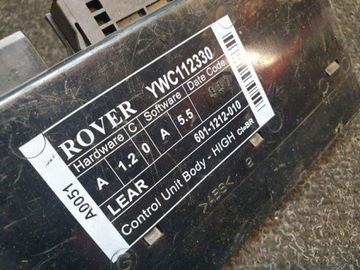 ROVER YWC112330
Hardware C Software Date Code
A 1.2 0 A 5.5
LEAR 601-1212-010
Control Unit Body - HIGH
A0051